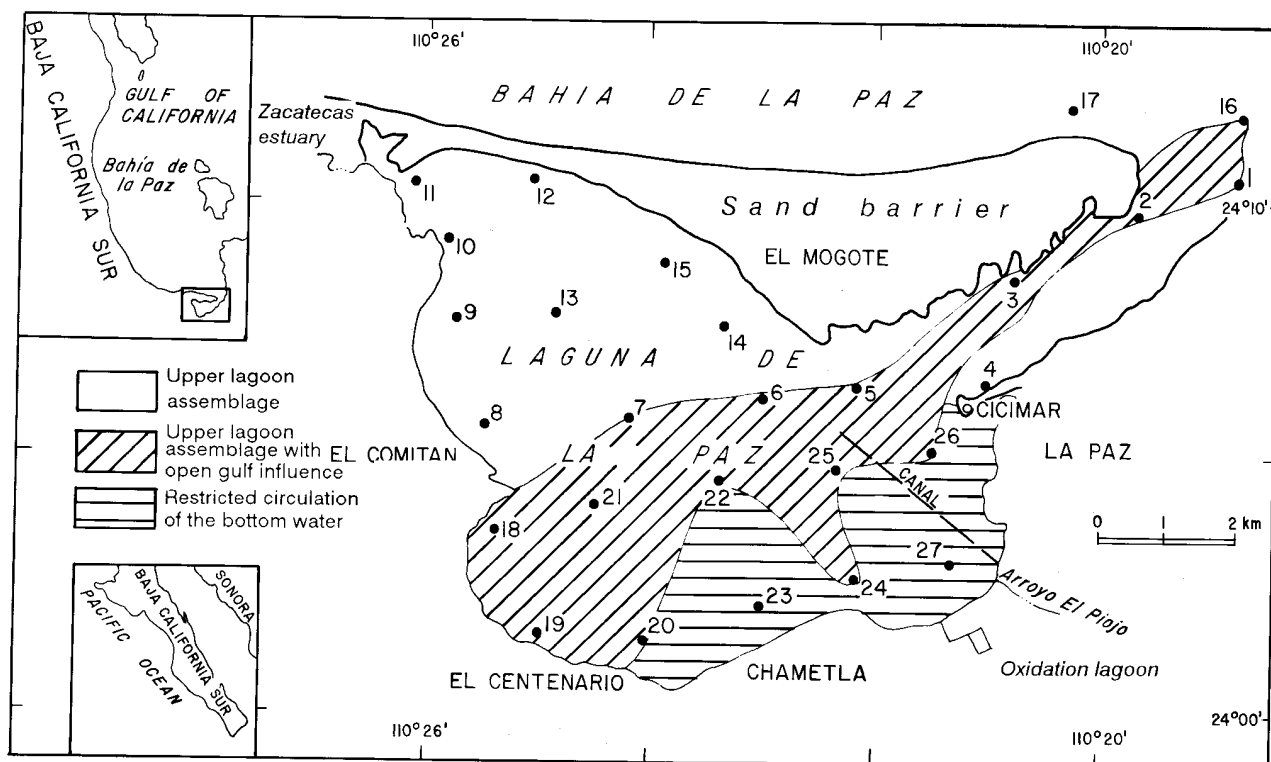 110°26'
110°20'
BAJA CALIFORNIA SUR
GULF OF
CALIFORNIA
Bahía de
la Paz
Zacatecas
estuary
BAHIA DE LA PAZ
17
16
1
24°10'
2
11
12
Sand barrier
EL MOGOTE
10
15
3
9
13
14
LAGUNA DE
4
CICIMAR
5
6
7
8
Upper lagoon
assemblage
Upper lagoon
assemblage with
open gulf influence
Restricted circulation
of the bottom water
EL COMITAN
LA PAZ
26
LA PAZ
25
CANAL
22
21
18
0 1 2 km
27
24
23
Arroyo El Piojo
19
20
EL CENTENARIO
CHAMETLA
Oxidation lagoon
SONORA
BAJA CALIFORNIA SUR
PACIFIC OCEAN
24°00'
110°26'
110°20'